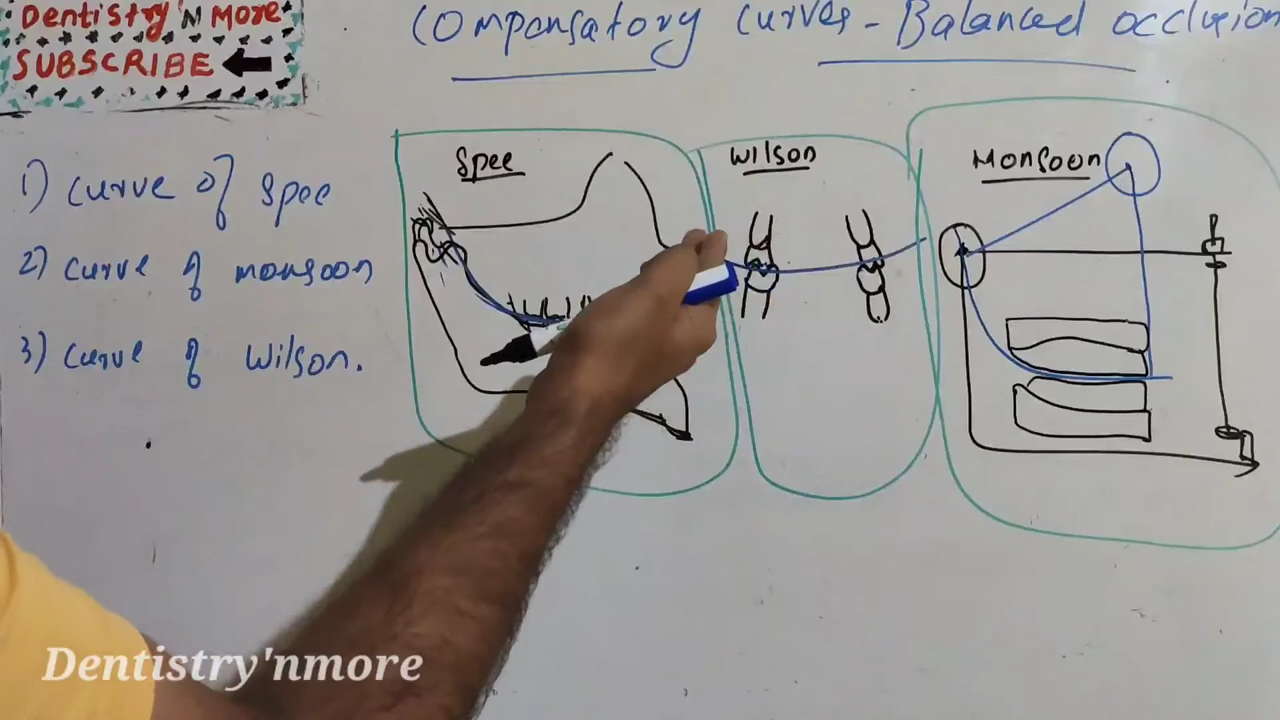 Dentistry 'N More
SUBSCRIBE
Compensatory Curves - Balanced occlusion
1) Curve of Spee
2) Curve of monsoon
3) Curve of Wilson.
Spee
Wilson
Monsoon
Dentistry'nmore